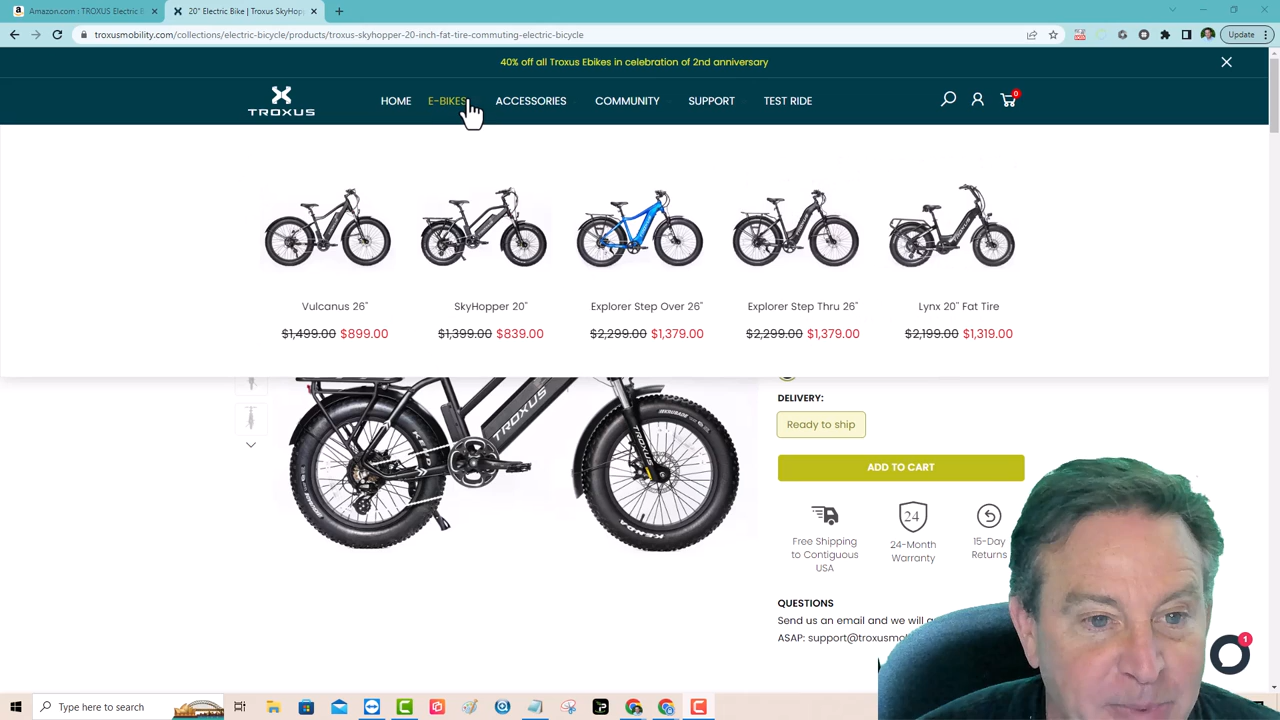 Amazon.com : TROXUS Electric B
20" Electric Bike | Troxus SkyHop
troxusmobility.com/collections/electric-bicycle/products/troxus-skyhopper-20-inch-fat-tire-commuting-electric-bicycle
Update
40% off all Troxus Ebikes in celebration of 2nd anniversary
TROXUS
HOME E-BIKES ACCESSORIES COMMUNITY SUPPORT TEST RIDE
0
Vulcanus 26" SkyHopper 20" Explorer Step Over 26" Explorer Step Thru 26" Lynx 20" Fat Tire
$1,499.00 $899.00 $1,399.00 $839.00 $2,299.00 $1,379.00 $2,299.00 $1,379.00 $2,199.00 $1,319.00
DELIVERY:
Ready to ship
TROXUS
KENDA
ADD TO CART
24
Free Shipping
to Contiguous
USA
24-Month
Warranty
15-Day
Returns
QUESTIONS
Send us an email and we will
ASAP: support@troxusmo
1
Type here to search